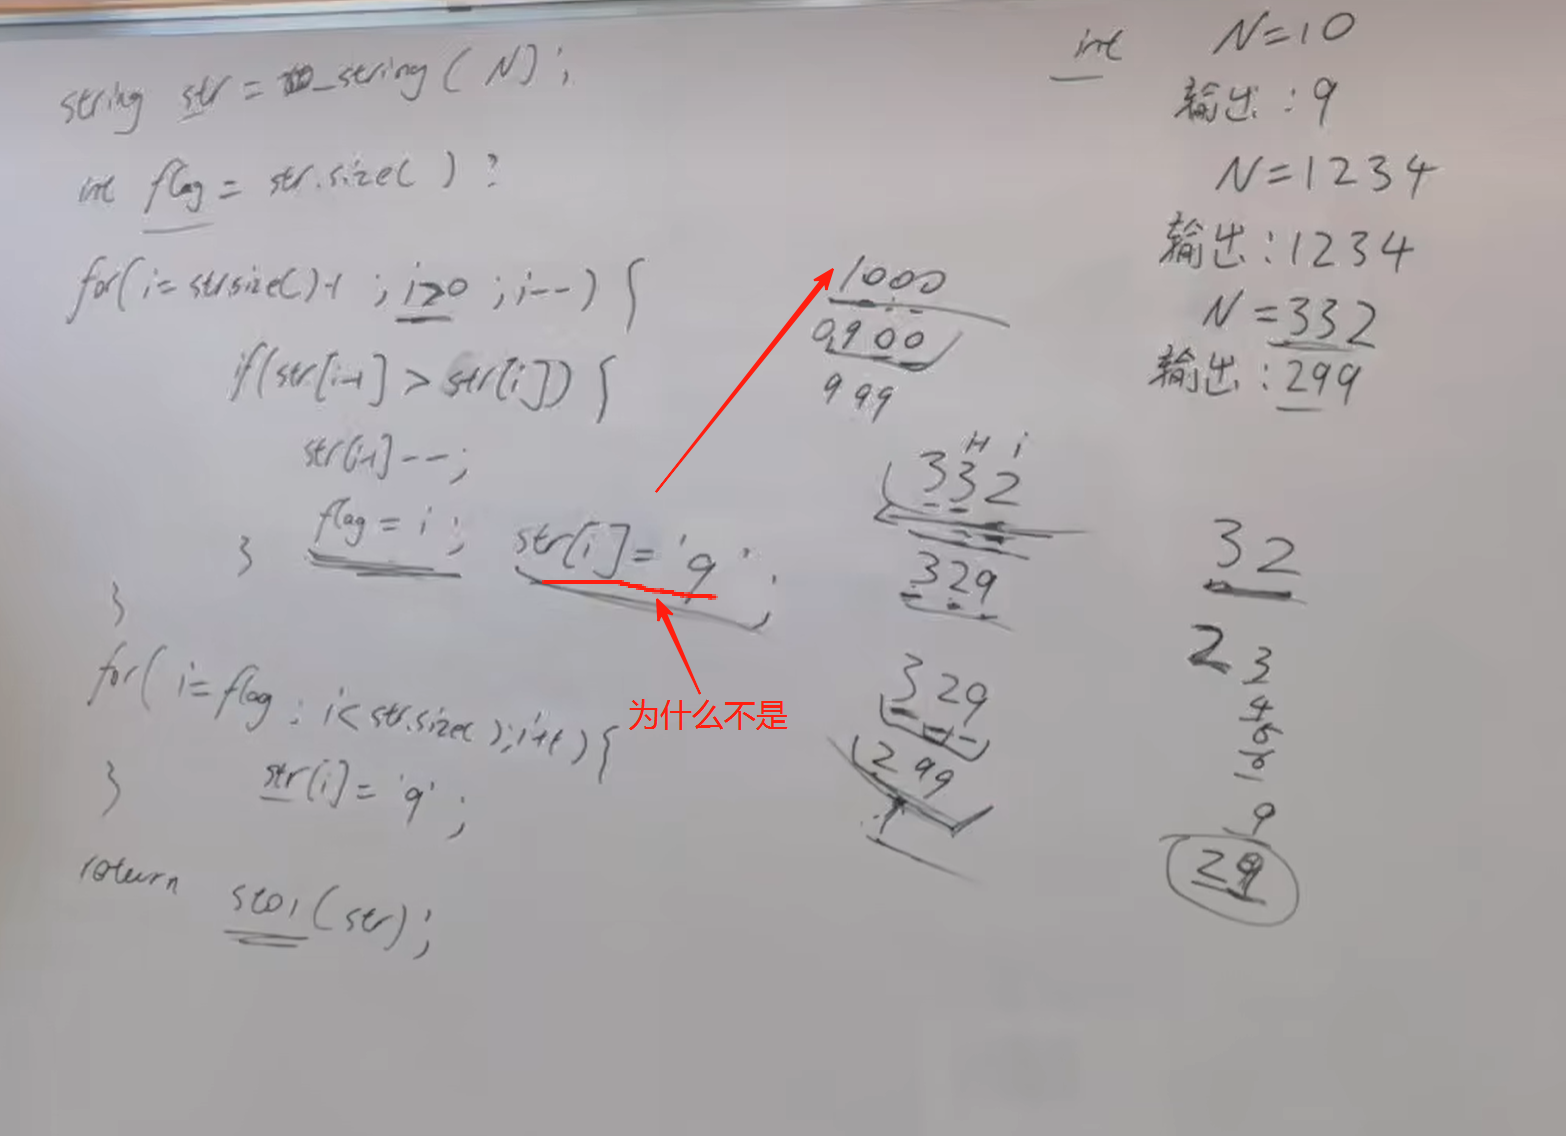 string str = to_string(N);
int flag = str.size();
for(i=str.size()-1 ; i>0 ; i--) {
if(str[i-1] > str[i]) {
str[i-1]--;
flag = i; str[i]='9';
}
}
为什么不是
for( i=flag ; i<str.size();i++){
str[i]='9';
}
return stoi(str);
1000
0900
999
i-1 i
332
329
329
299
int N=10
输出:9
N=1234
输出:1234
N=332
输出:299
32
2 3
4
5
6
9
29